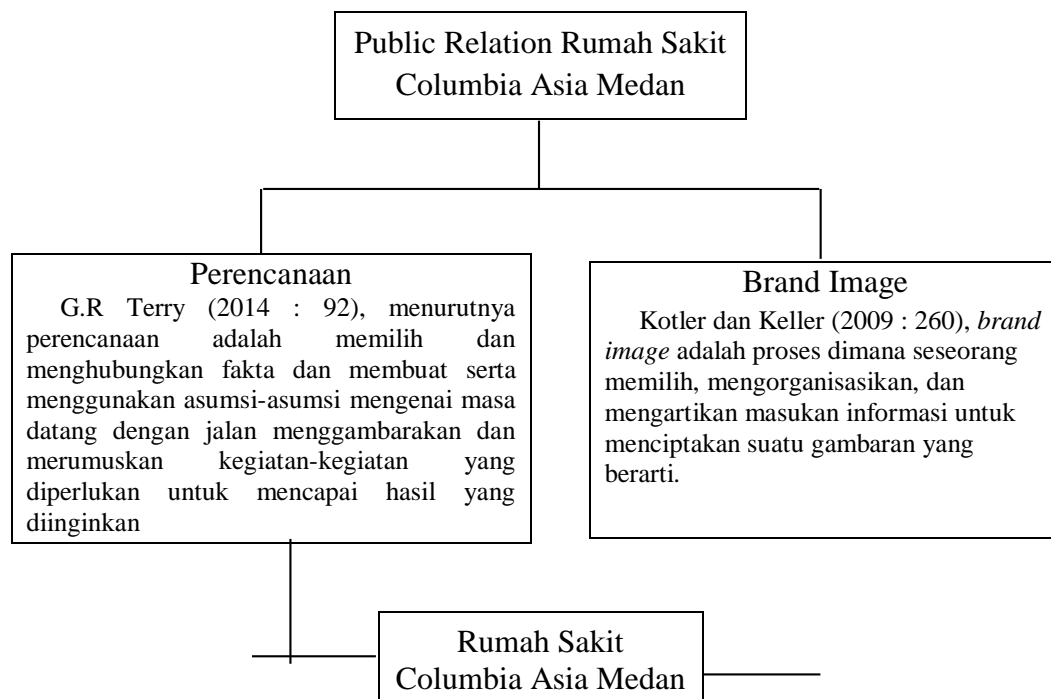 Public Relation Rumah Sakit
Columbia Asia Medan
Perencanaan
G.R Terry (2014 : 92), menurutnya
perencanaan adalah memilih dan
menghubungkan fakta dan membuat serta
menggunakan asumsi-asumsi mengenai masa
datang dengan jalan menggambarakan dan
merumuskan kegiatan-kegiatan yang
diperlukan untuk mencapai hasil yang
diinginkan
Brand Image
Kotler dan Keller (2009 : 260), brand
image adalah proses dimana seseorang
memilih, mengorganisasikan, dan
mengartikan masukan informasi untuk
menciptakan suatu gambaran yang
berarti.
Rumah Sakit
Columbia Asia Medan